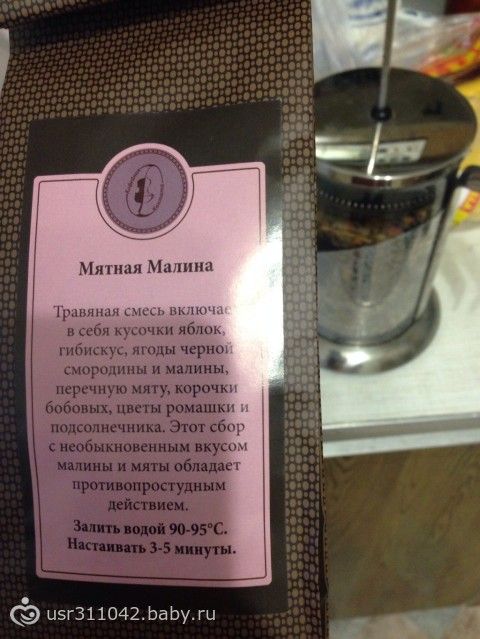 Мятная Малина
Травяная смесь включает
в себя кусочки яблок,
гибискус, ягоды черной
смородины и малины,
перечную мяту, корочки
бобовых, цветы ромашки и
подсолнечника. Этот сбор
с необыкновенным вкусом
малины и мяты обладает
противопростудным
действием.
Залить водой 90-95°С.
Настаивать 3-5 минуты.
usr311042.baby.ru